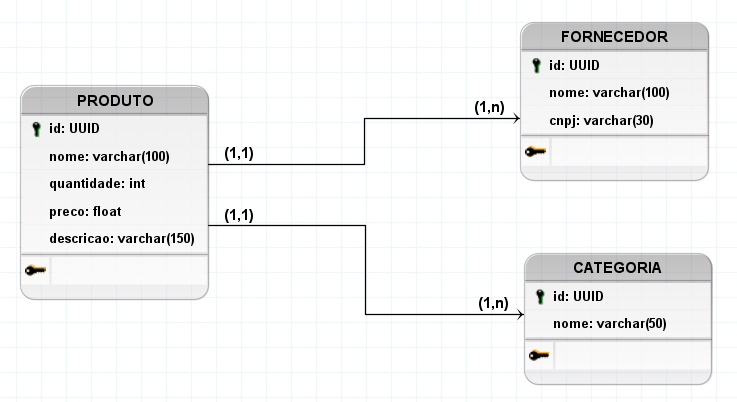 PRODUTO
id: UUID
nome: varchar(100)
quantidade: int
preco: float
descricao: varchar(150)
(1,1)
(1,n)
(1,1)
(1,n)
FORNECEDOR
id: UUID
nome: varchar(100)
cnpj: varchar(30)
CATEGORIA
id: UUID
nome: varchar(50)